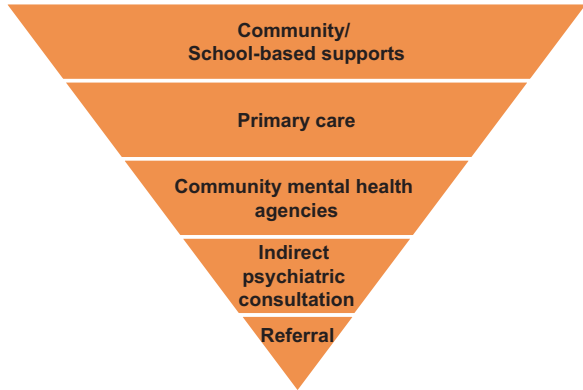 Community/
School-based supports
Primary care
Community mental health
agencies
Indirect
psychiatric
consultation
Referral